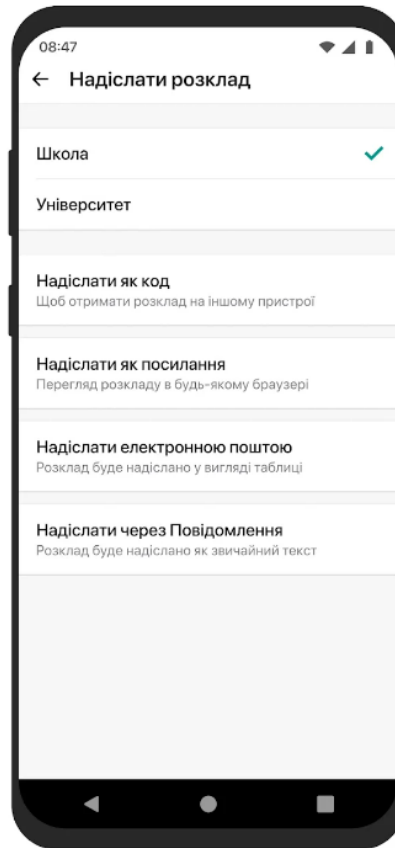 08:47
Надіслати розклад
Школа
Університет
Надіслати як код
Щоб отримати розклад на іншому пристрої
Надіслати як посилання
Перегляд розкладу в будь-якому браузері
Надіслати електронною поштою
Розклад буде надіслано у вигляді таблиці
Надіслати через Повідомлення
Розклад буде надіслано як звичайний текст